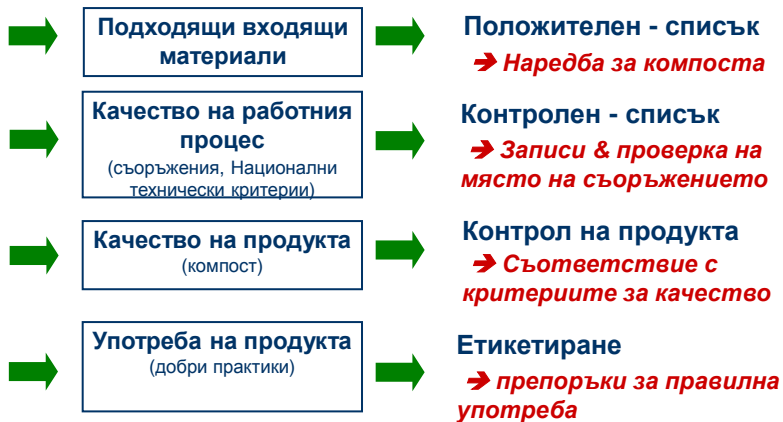 Подходящи входящи
материали
Положителен - списък
➔ Наредба за компоста
Качество на работния
процес
(съоръжения, Национални
технически критерии)
Контролен - списък
➔ Записи & проверка на
място на съоръжението
Качество на продукта
(компост)
Контрол на продукта
➔ Съответствие с
критериите за качество
Употреба на продукта
(добри практики)
Етикетиране
➔ препоръки за правилна
употреба